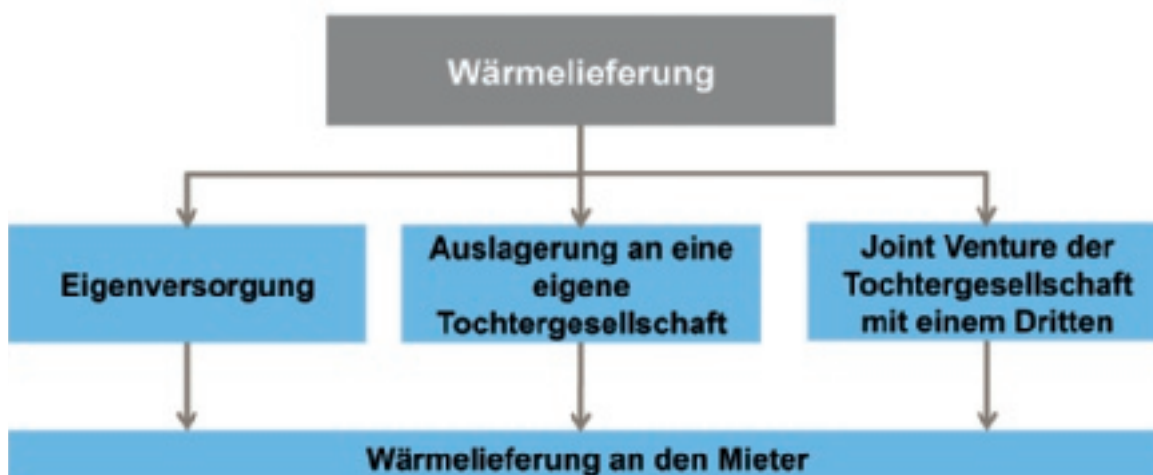 Wärmelieferung
Eigenversorgung
Auslagerung an eine
eigene
Tochtergesellschaft
Joint Venture der
Tochtergesellschaft
mit einem Dritten
Wärmelieferung an den Mieter